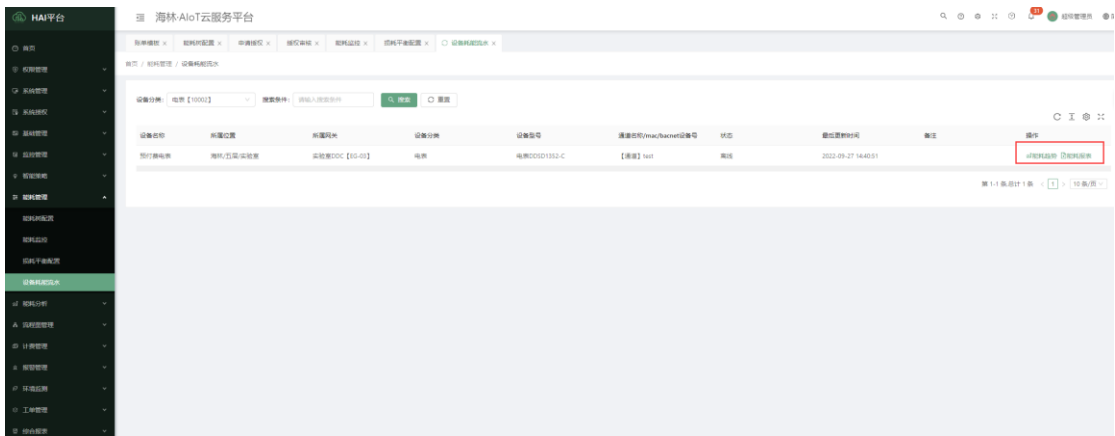 HAI平台
海林·AIoT云服务平台
21
超级管理员
首页
权限管理
系统管理
系统授权
基础管理
监控管理
智能策略
能耗管理
能耗树配置
能耗监控
损耗平衡配置
设备耗能流水
能耗分析
流程图管理
计费管理
报警管理
环境监测
工单管理
综合报表
账单模板 × 能耗树配置 × 申请授权 × 授权审核 × 能耗监控 × 损耗平衡配置 × 设备耗能流水 ×
首页 / 能耗管理 / 设备耗能流水
设备分类: 电表【10002】 搜索条件: 请输入搜索条件 搜索 重置
设备名称 所属位置 所属网关 设备分类 设备型号 通道名称/mac/bacnet设备号 状态 最后更新时间 备注 操作
预付费电表 海林/五层/实验室 实验室DDC【EG-03】 电表 电表DDSD1352-C 【通道】test 离线 2022-09-27 14:40:51 能耗趋势 能耗报表
第 1-1 条,总计 1 条 < 1 > 10 条/页